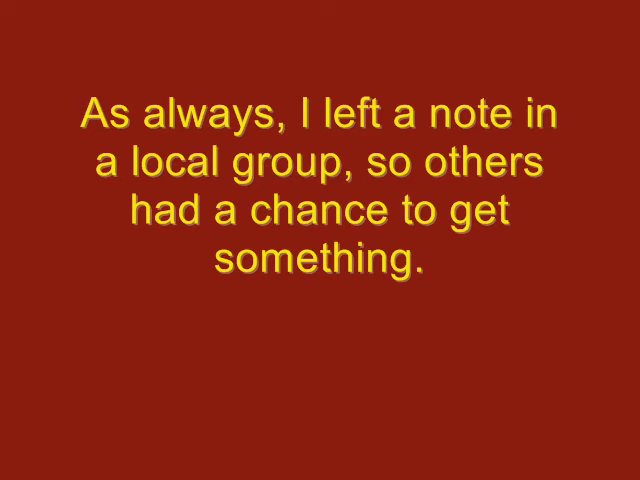 As always, I left a note in
a local group, so others
had a chance to get
something.